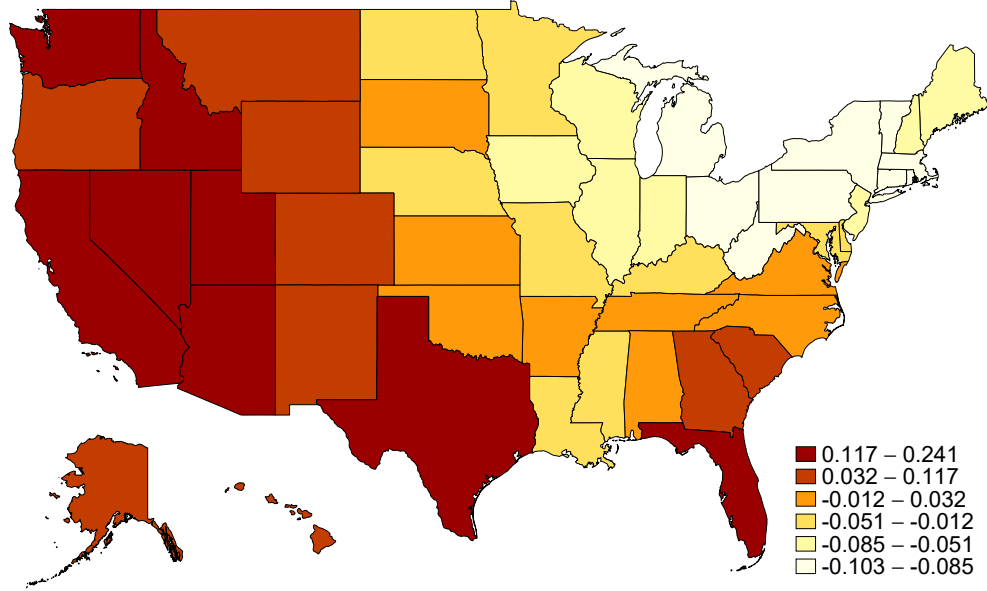 0.117 – 0.241
0.032 – 0.117
-0.012 – 0.032
-0.051 – -0.012
-0.085 – -0.051
-0.103 – -0.085